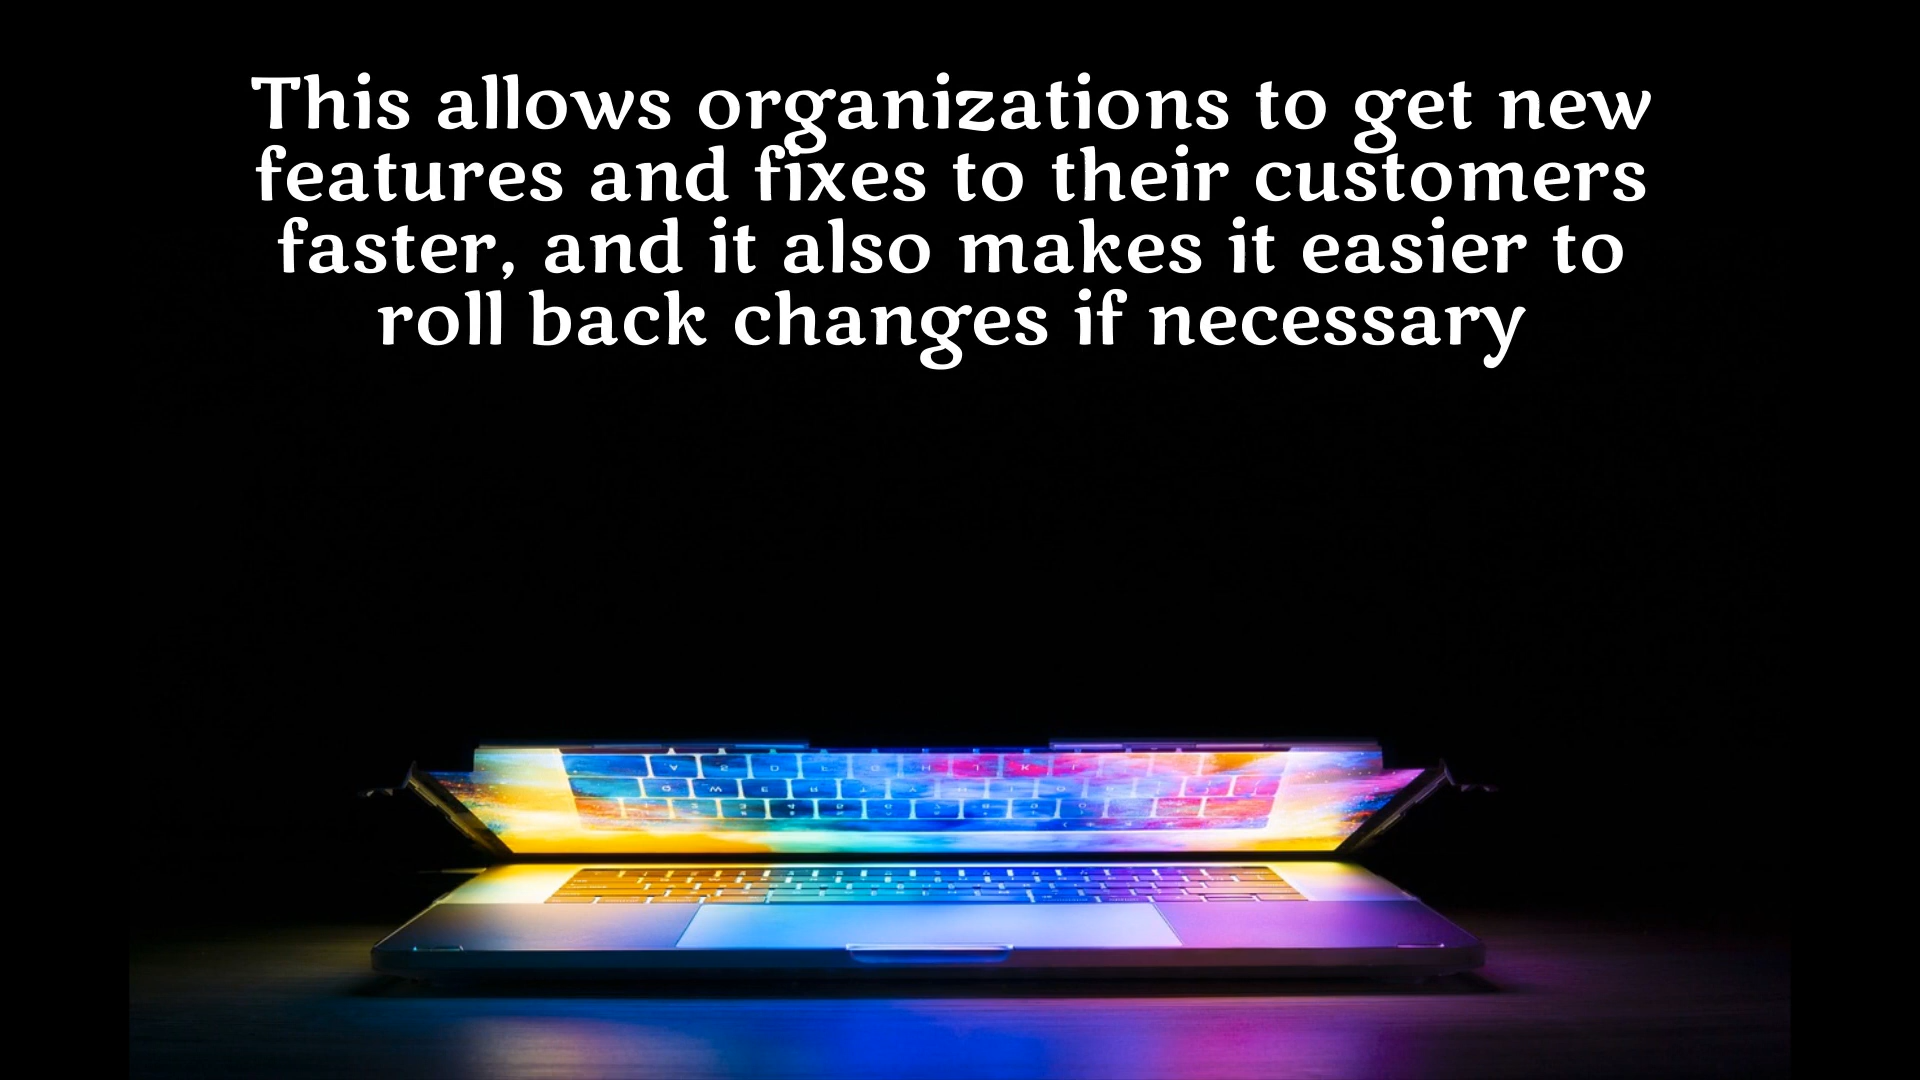 This allows organizations to get new
features and fixes to their customers
faster, and it also makes it easier to
roll back changes if necessary